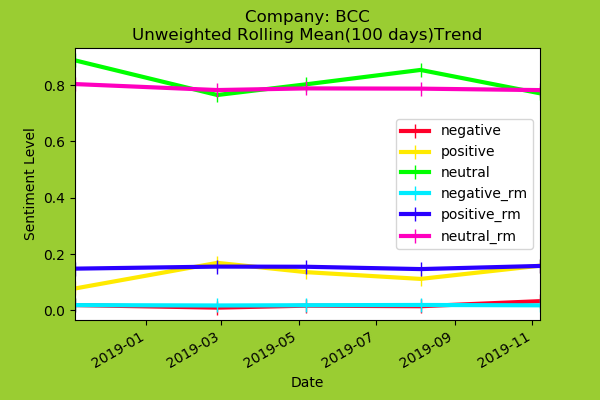 Company: BCC
Unweighted Rolling Mean(100 days)Trend
Sentiment Level
0.8
0.6
0.4
0.2
0.0
negative
positive
neutral
negative_rm
positive_rm
neutral_rm
2019-01
2019-03
2019-05
2019-07
2019-09
2019-11
Date